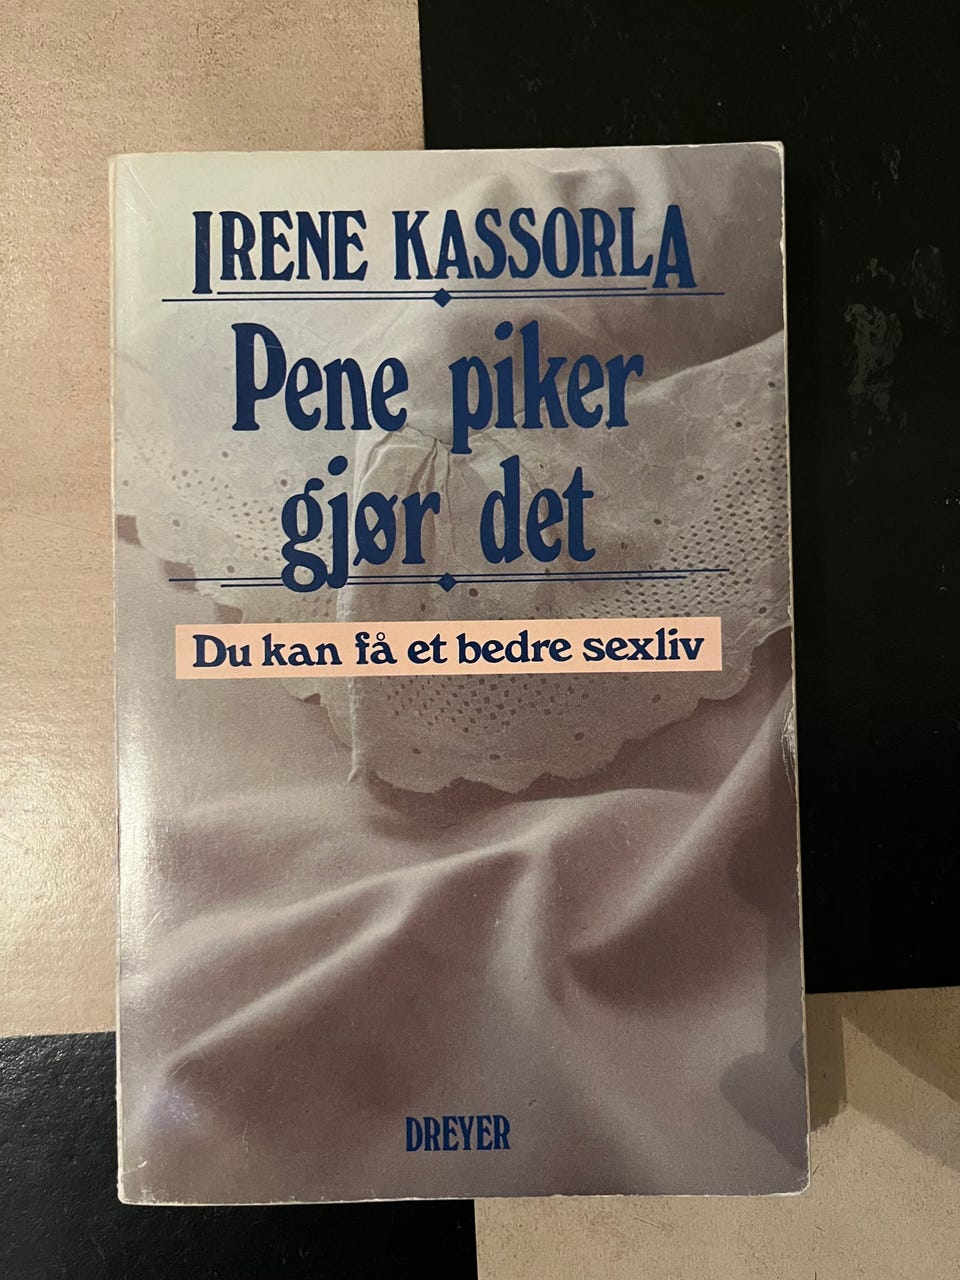 IRENE KASSORLA
Pene piker
gjør det
Du kan få et bedre sexliv
DREYER